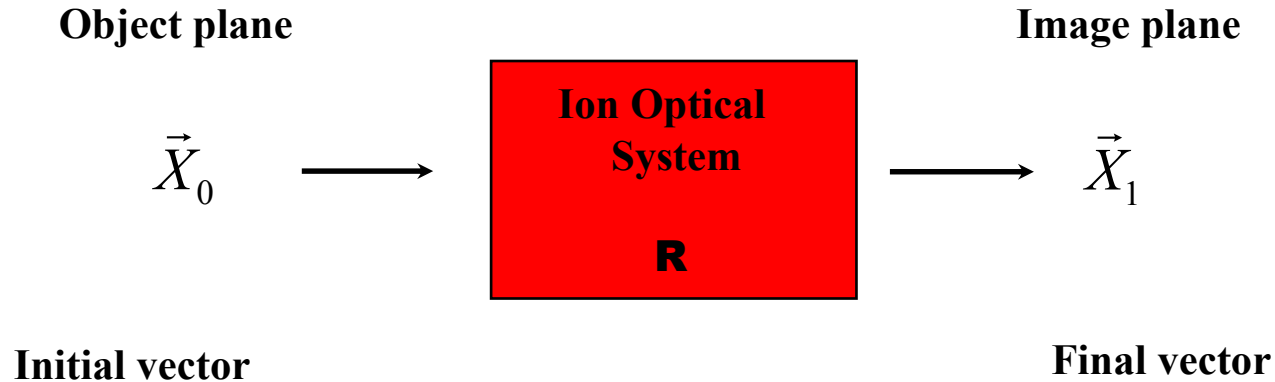 Object plane
Image plane
Ion Optical
System
X⃗₀
X⃗₁
R
Initial vector
Final vector